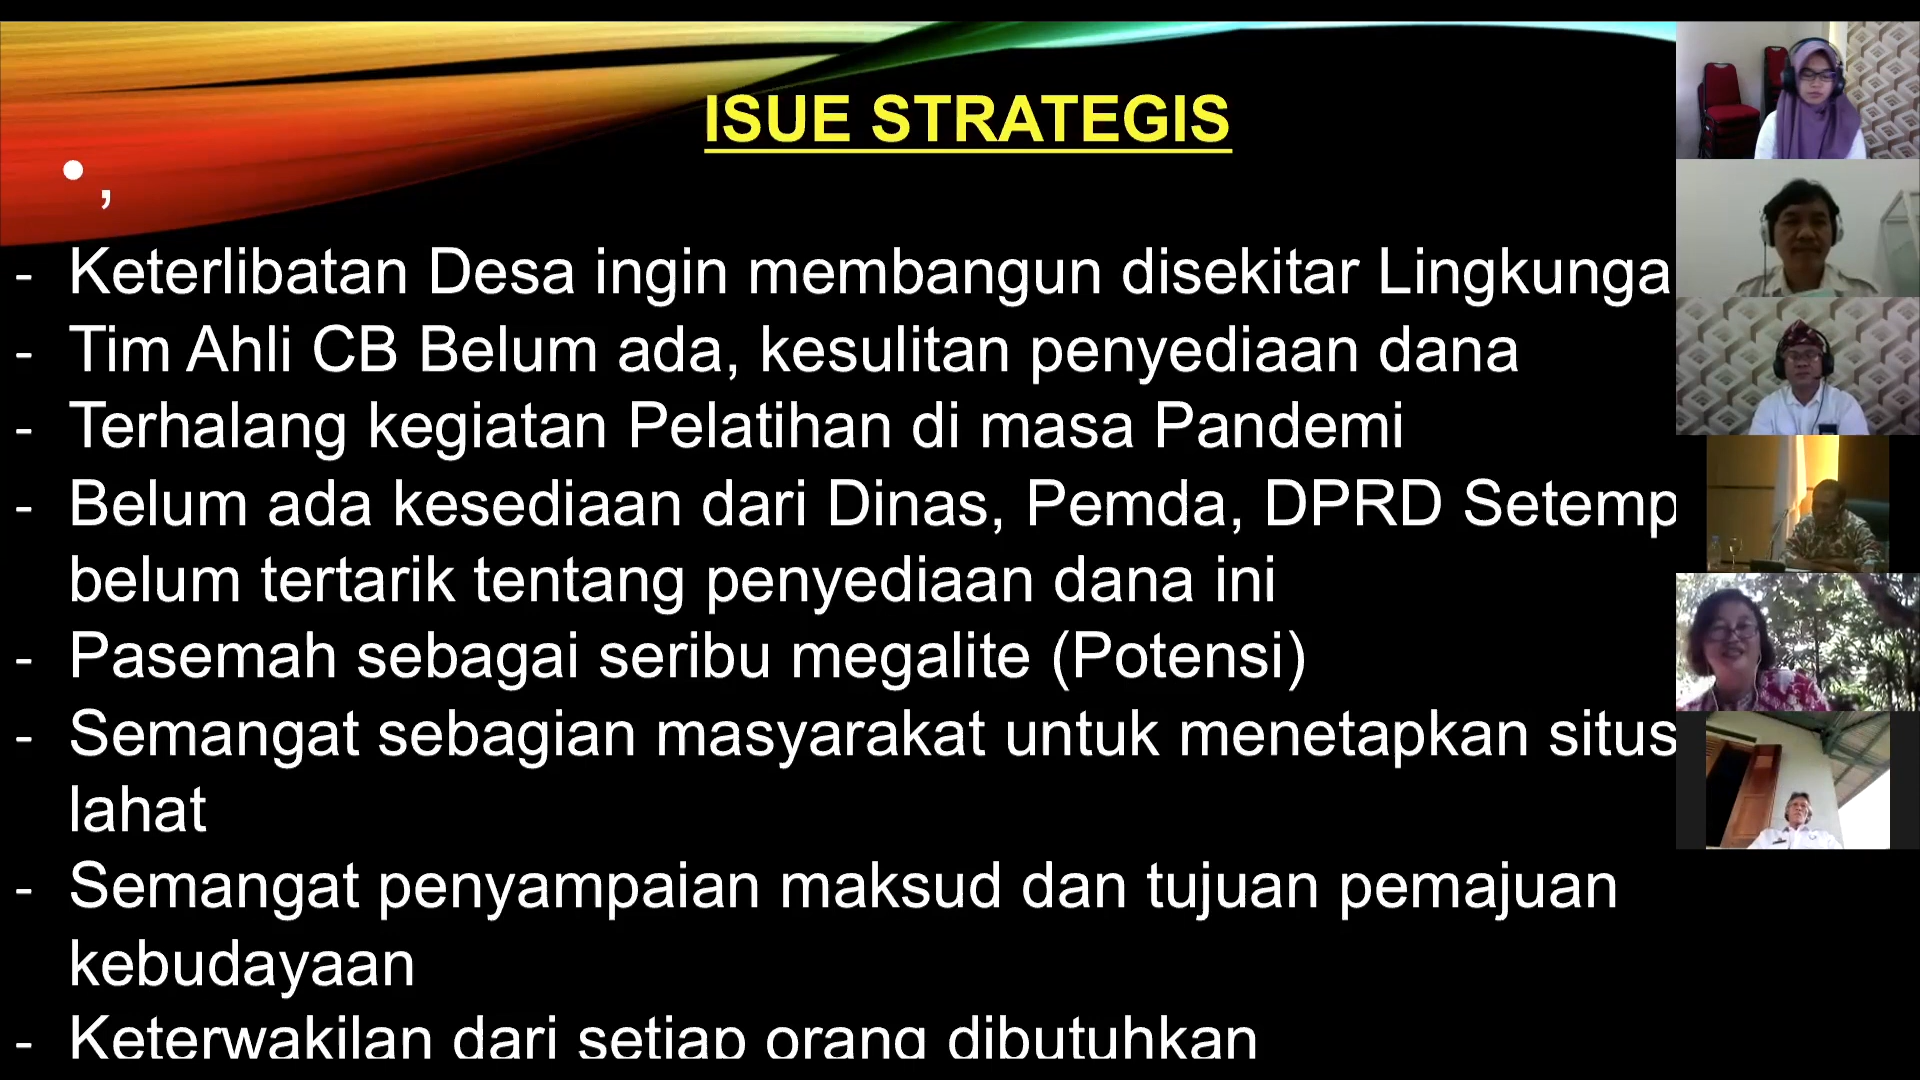 ISUE STRATEGIS
• ,
- Keterlibatan Desa ingin membangun disekitar Lingkunga
- Tim Ahli CB Belum ada, kesulitan penyediaan dana
- Terhalang kegiatan Pelatihan di masa Pandemi
- Belum ada kesediaan dari Dinas, Pemda, DPRD Setemp
belum tertarik tentang penyediaan dana ini
- Pasemah sebagai seribu megalite (Potensi)
- Semangat sebagian masyarakat untuk menetapkan situs
lahat
- Semangat penyampaian maksud dan tujuan pemajuan
kebudayaan
- Keterwakilan dari setiap orang dibutuhkan